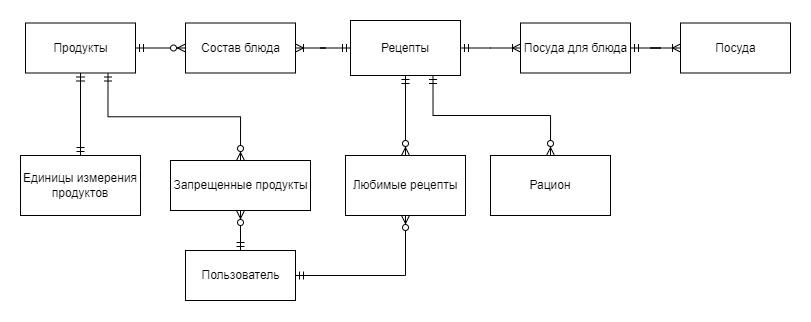 Продукты
Состав блюда
Рецепты
Посуда для блюда
Посуда
Единицы измерения
продуктов
Запрещенные продукты
Любимые рецепты
Рацион
Пользователь